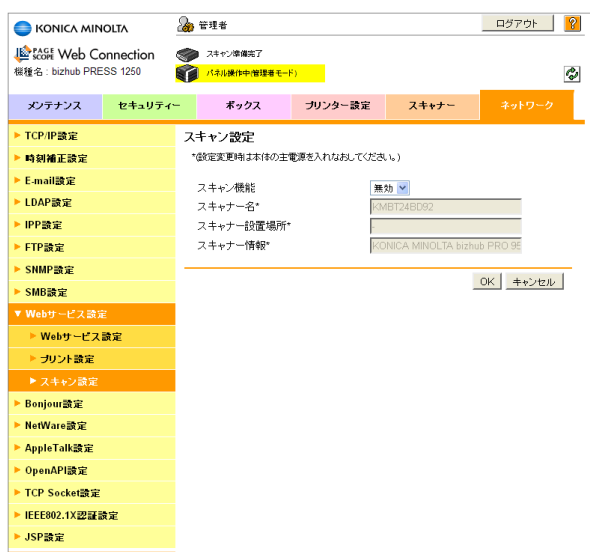 KONICA MINOLTA
管理者
ログアウト
?
PAGE SCOPE Web Connection
スキャン準備完了
機種名 : bizhub PRESS 1250
パネル操作中(管理者モード)
メンテナンス セキュリティー ボックス プリンター設定 スキャナー ネットワーク
TCP/IP設定
時刻補正設定
E-mail設定
LDAP設定
IPP設定
FTP設定
SNMP設定
SMB設定
Webサービス設定
Webサービス設定
プリント設定
スキャン設定
Bonjour設定
NetWare設定
AppleTalk設定
OpenAPI設定
TCP Socket設定
IEEE802.1X認証設定
JSP設定
スキャン設定
*(設定変更時は本体の主電源を入れなおしてください。)
スキャン機能 無効
スキャナー名* KMBT24BD92
スキャナー設置場所* -
スキャナー情報* KONICA MINOLTA bizhub PRO 95
OK キャンセル